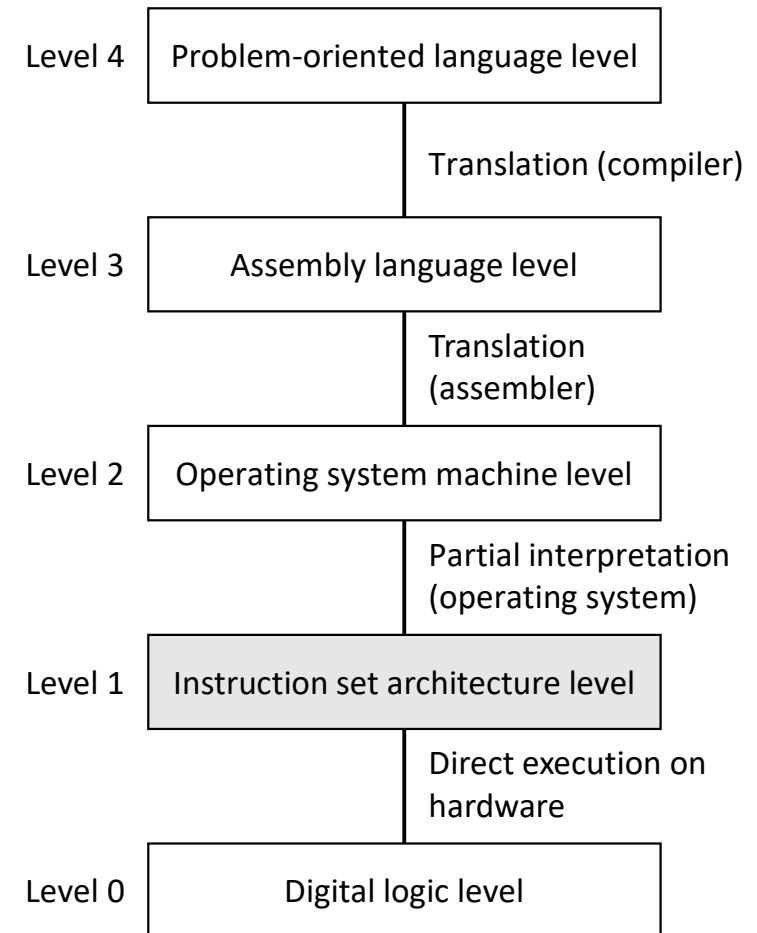 Level 4 Problem-oriented language level
Translation (compiler)
Level 3 Assembly language level
Translation
(assembler)
Level 2 Operating system machine level
Partial interpretation
(operating system)
Level 1 Instruction set architecture level
Direct execution on
hardware
Level 0 Digital logic level